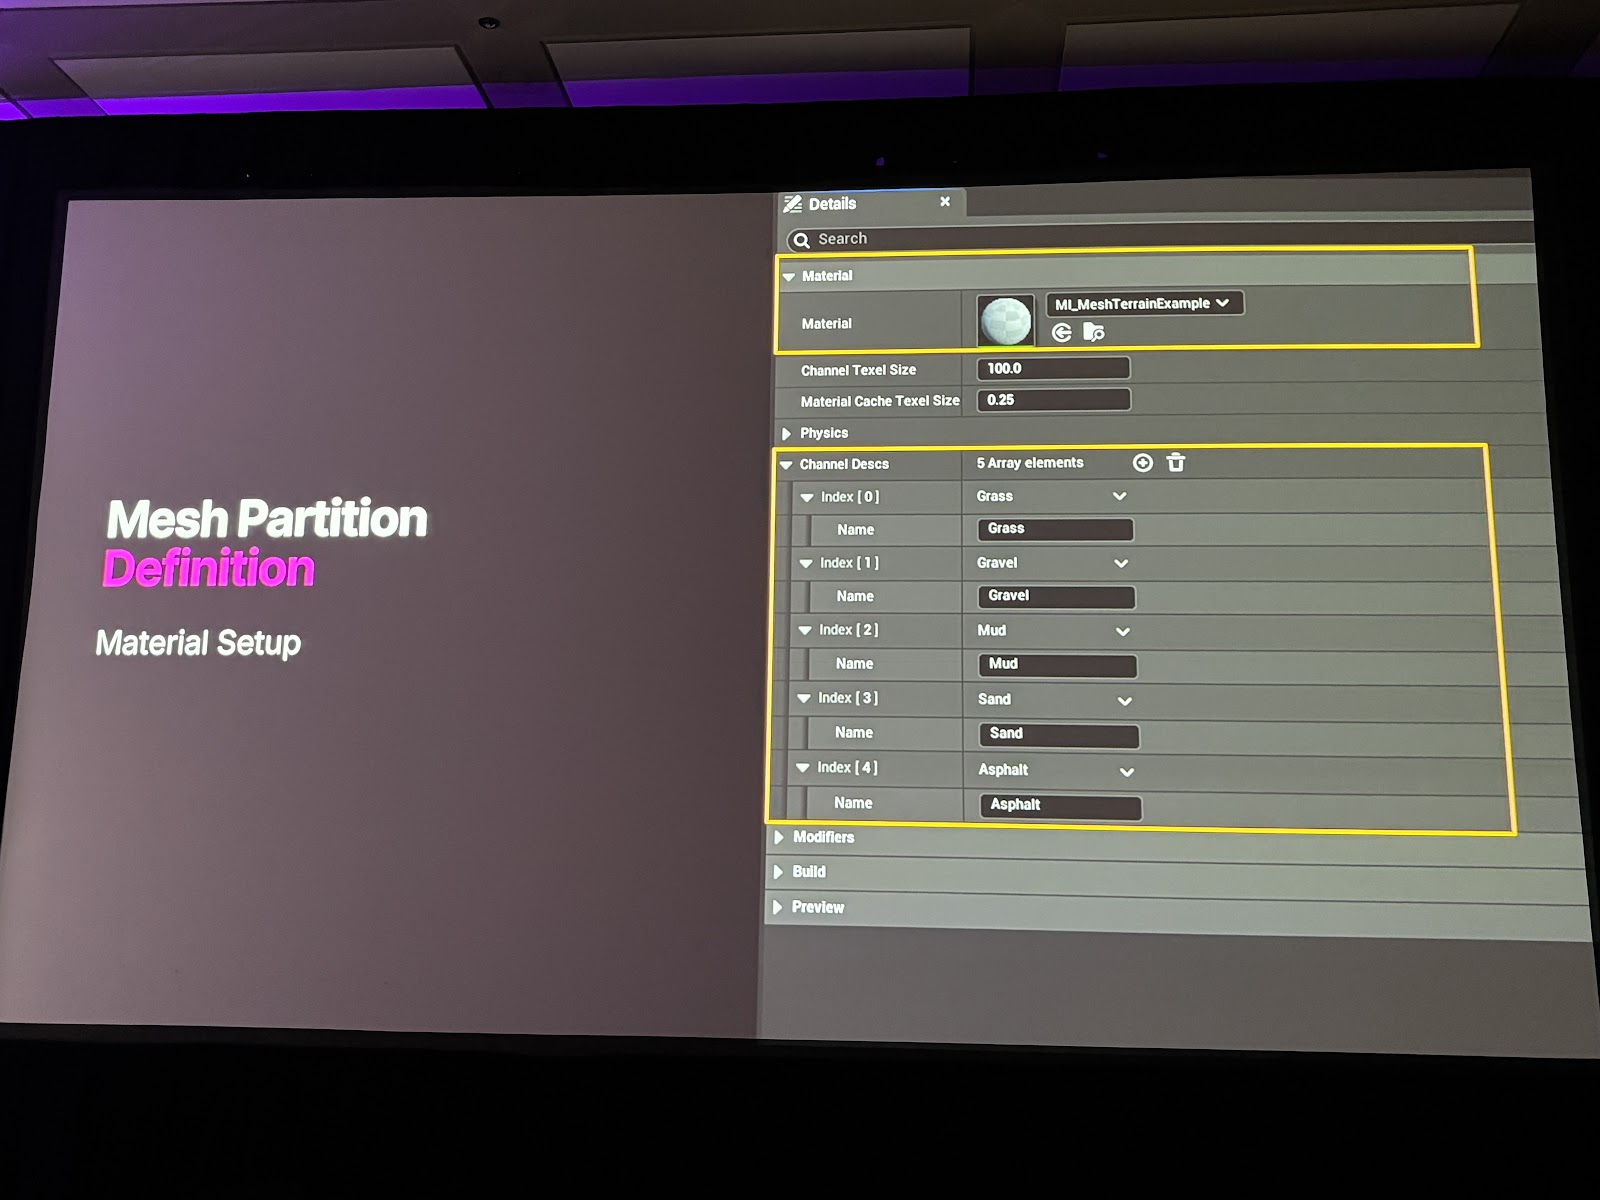 Mesh Partition
Definition
Material Setup
Details
Search
Material
Material MI_MeshTerrainExample
Channel Texel Size 100.0
Material Cache Texel Size 0.25
Physics
Channel Descs 5 Array elements
Index [ 0 ] Grass
Name Grass
Index [ 1 ] Gravel
Name Gravel
Index [ 2 ] Mud
Name Mud
Index [ 3 ] Sand
Name Sand
Index [ 4 ] Asphalt
Name Asphalt
Modifiers
Build
Preview